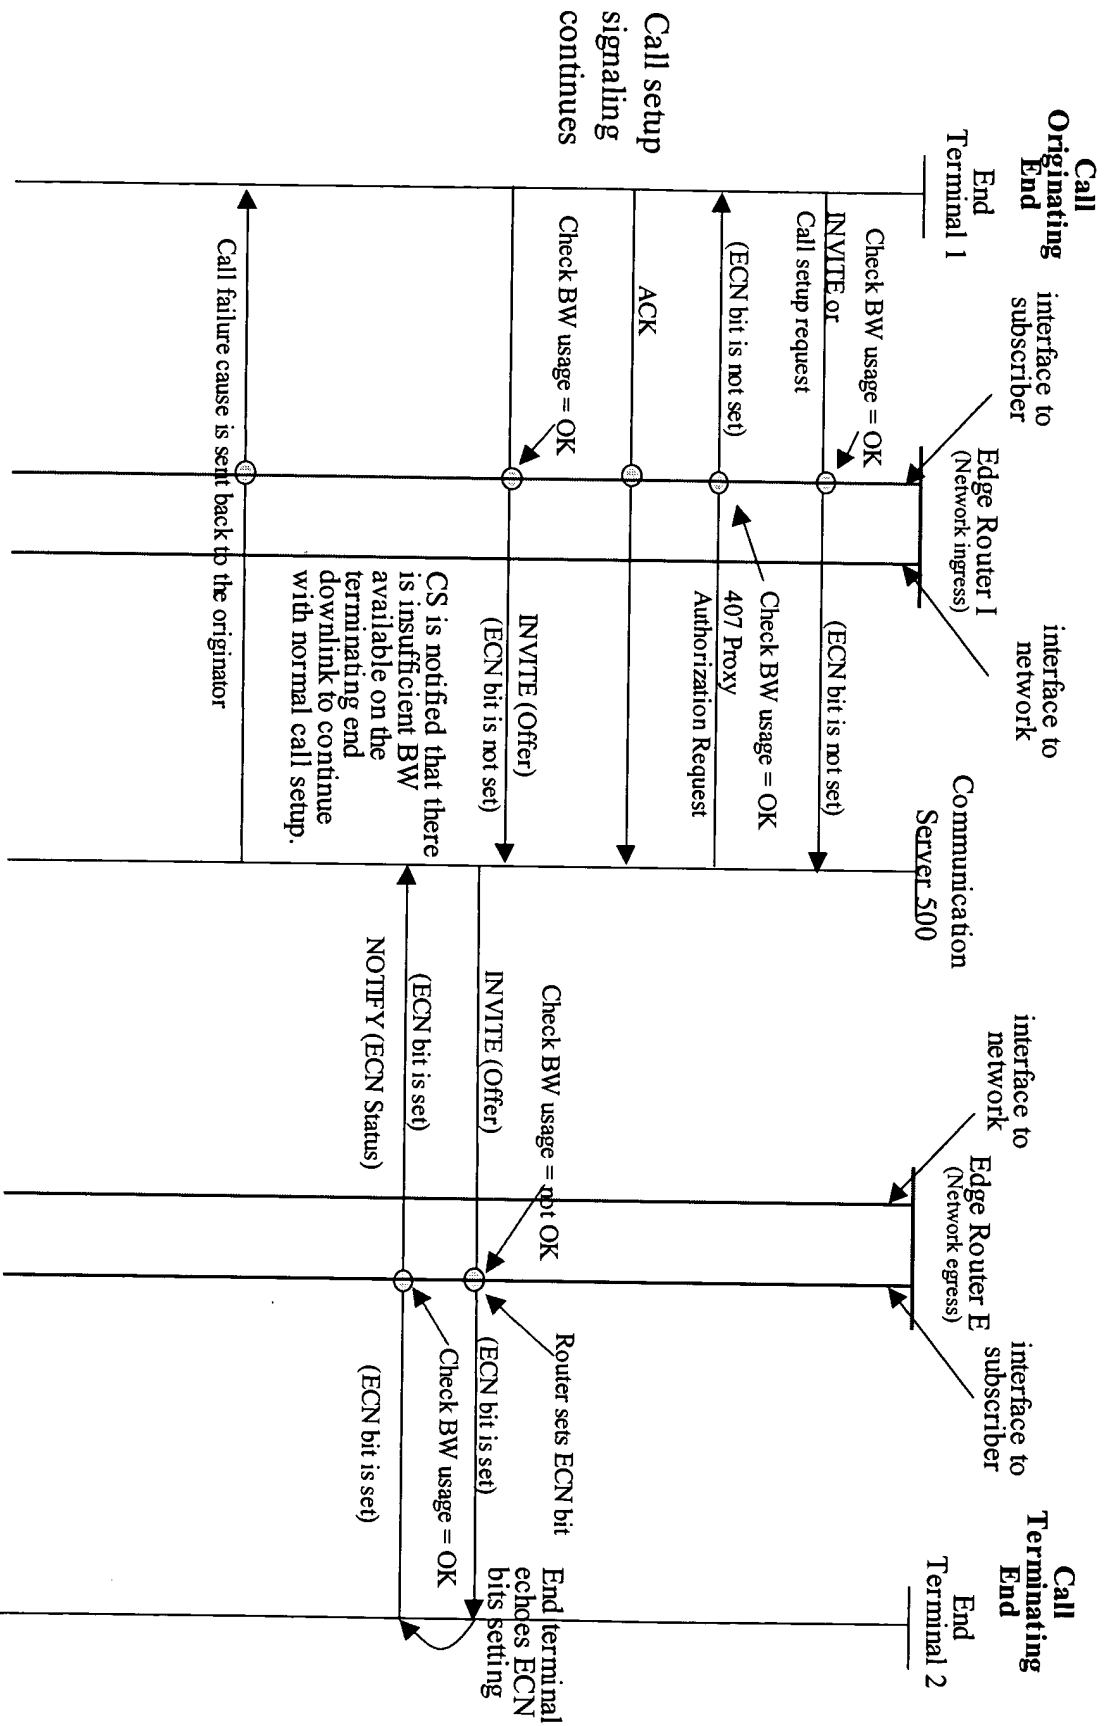 Call
Originating
End
End
Terminal 1
interface to
subscriber
Edge Router I
(Network ingress)
interface to
network
Communication
Server 500
interface to
network
Edge Router E
(Network egress)
interface to
subscriber
Call
Terminating
End
End
Terminal 2
Check BW usage = OK
INVITE or
Call setup request
(ECN bit is not set)
Check BW usage = OK
407 Proxy
Authorization Request
(ECN bit is not set)
Call setup
signaling
continues
ACK
Check BW usage = OK
INVITE (Offer)
(ECN bit is not set)
Check BW usage = not OK
INVITE (Offer)
Router sets ECN bit
(ECN bit is set)
End terminal
echoes ECN
bits setting
Check BW usage = OK
(ECN bit is set)
(ECN bit is set)
NOTIFY (ECN Status)
CS is notified that there
is insufficient BW
available on the
terminating end
downlink to continue
with normal call setup.
Call failure cause is sent back to the originator